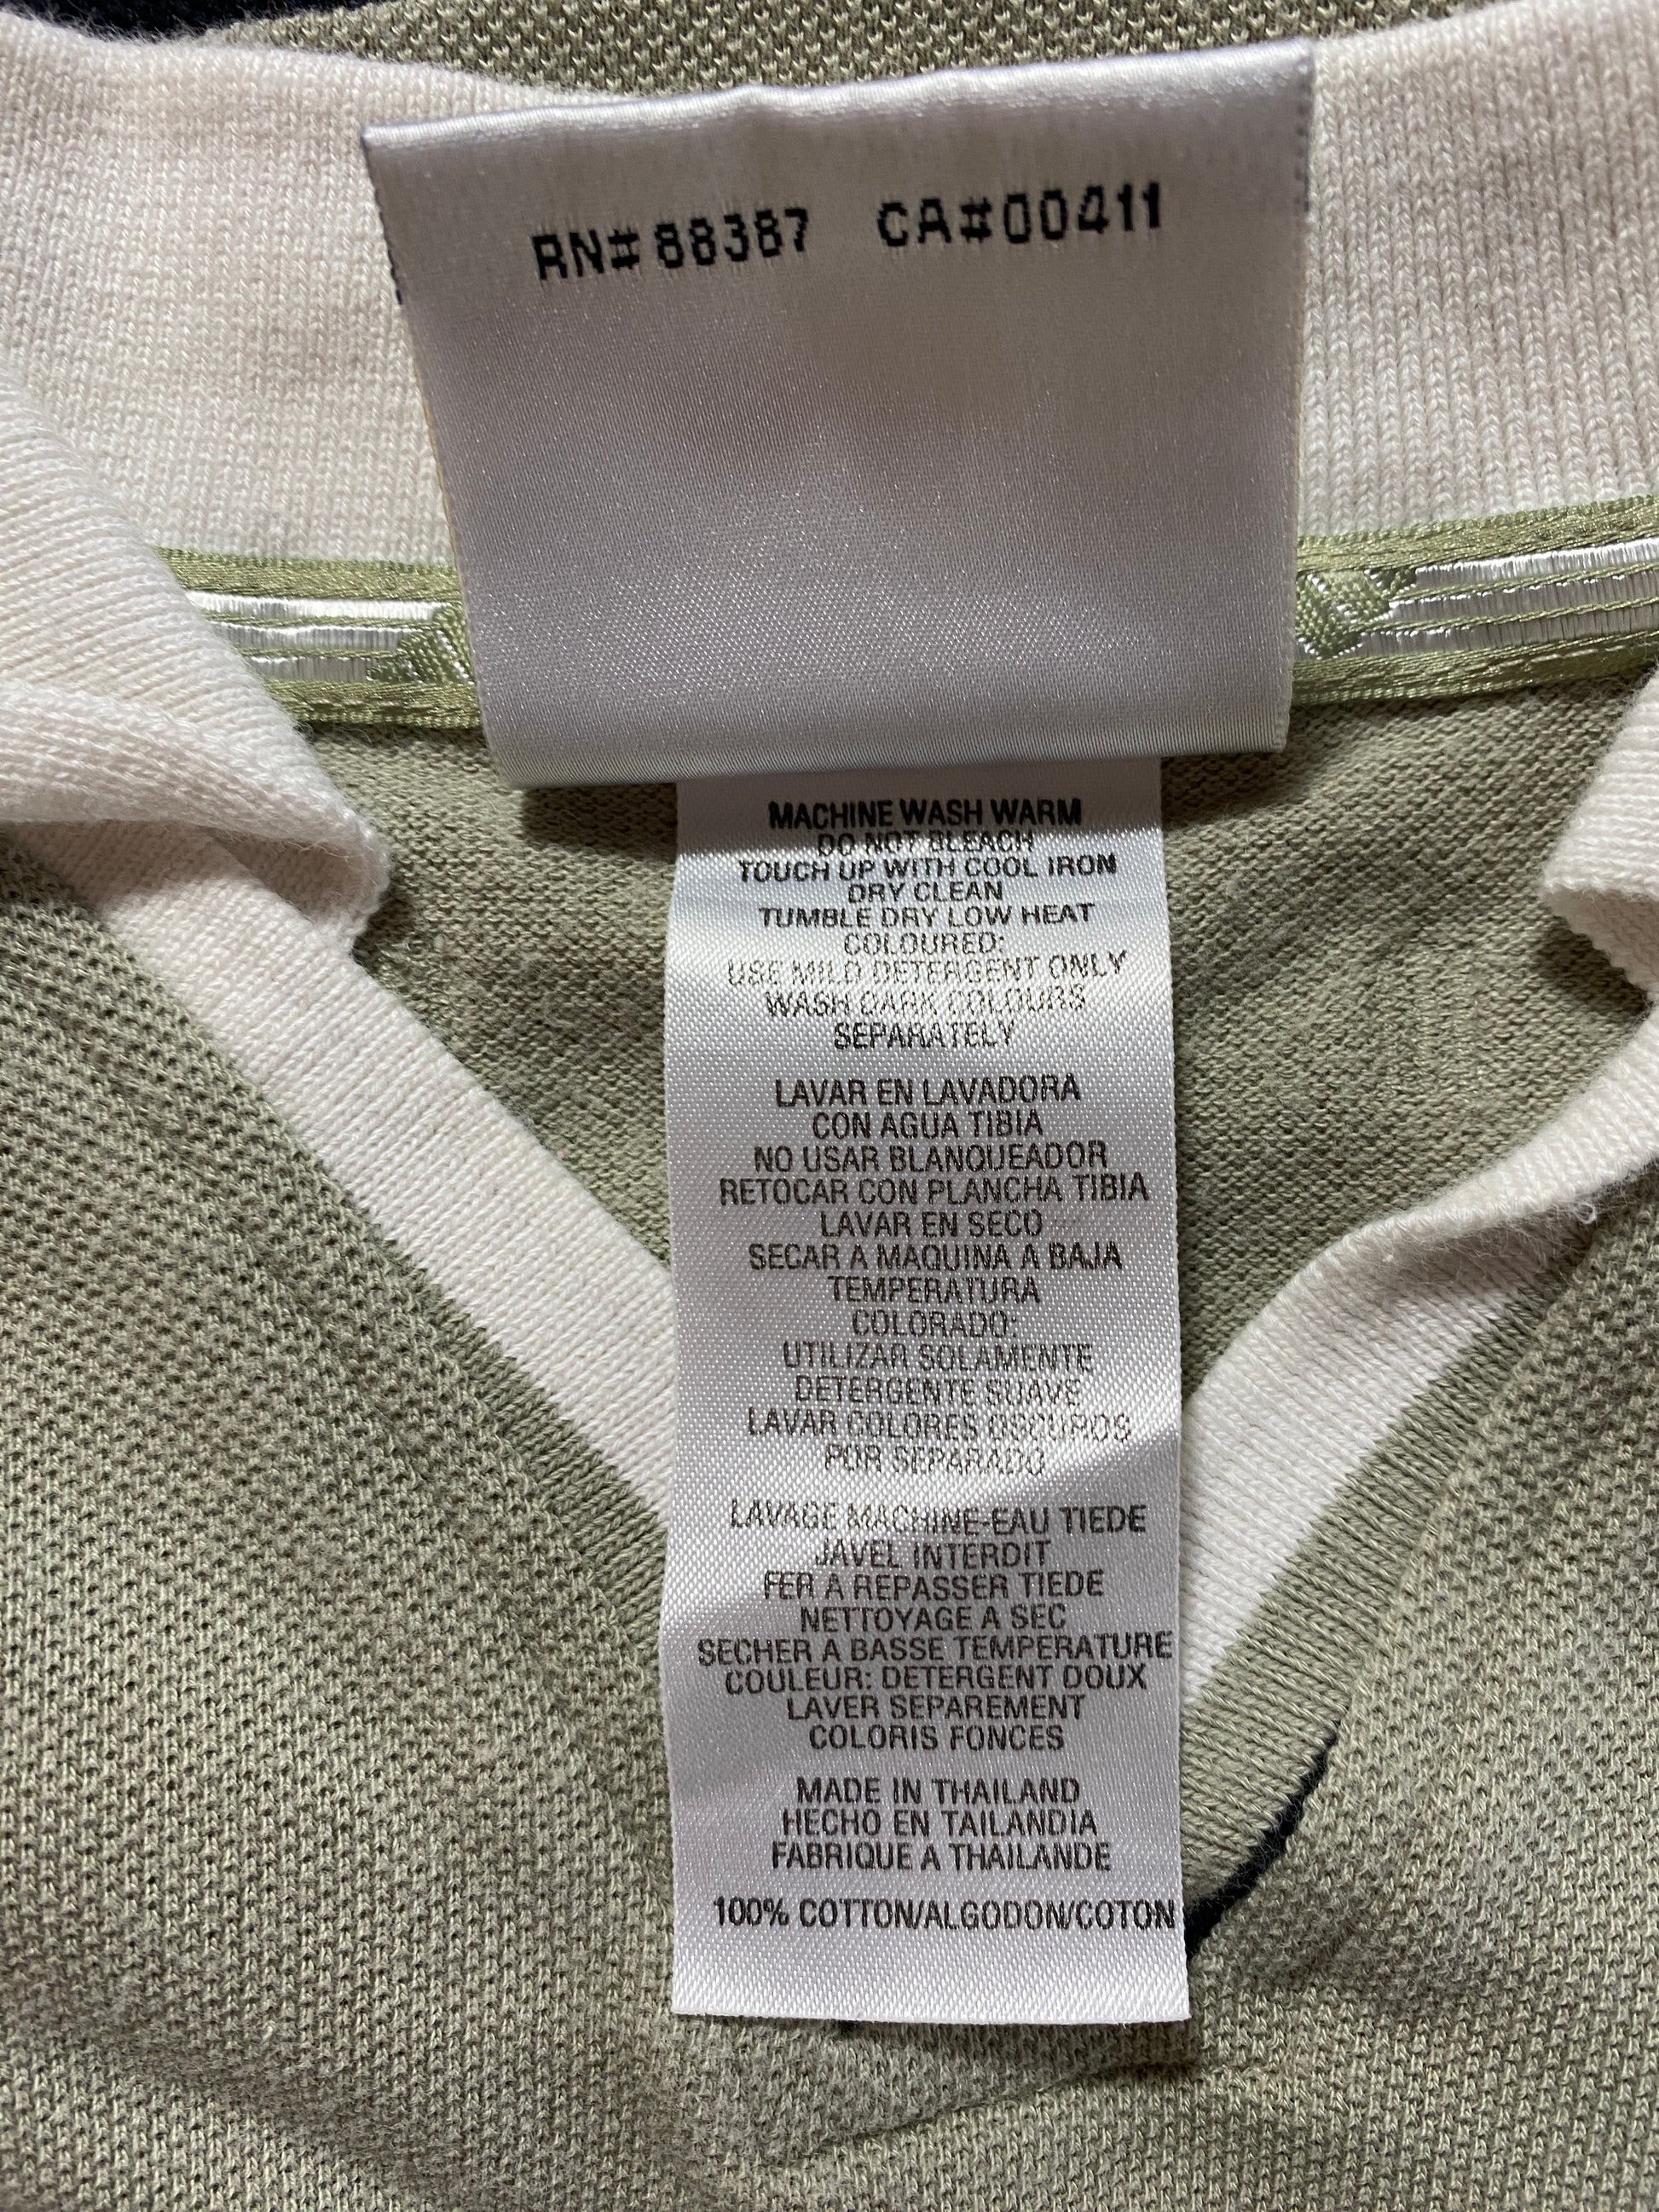 RN# 88387 CA#00411
MACHINE WASH WARM
DO NOT BLEACH
TOUCH UP WITH COOL IRON
DRY CLEAN
TUMBLE DRY LOW HEAT
COLOURED:
USE MILD DETERGENT ONLY
WASH DARK COLOURS
SEPARATELY
LAVAR EN LAVADORA
CON AGUA TIBIA
NO USAR BLANQUEADOR
RETOCAR CON PLANCHA TIBIA
LAVAR EN SECO
SECAR A MAQUINA A BAJA
TEMPERATURA
COLORADO:
UTILIZAR SOLAMENTE
DETERGENTE SUAVE
LAVAR COLORES OSCUROS
POR SEPARADO
LAVAGE MACHINE-EAU TIEDE
JAVEL INTERDIT
FER A REPASSER TIEDE
NETTOYAGE A SEC
SECHER A BASSE TEMPERATURE
COULEUR: DETERGENT DOUX
LAVER SEPAREMENT
COLORIS FONCES
MADE IN THAILAND
HECHO EN TAILANDIA
FABRIQUE A THAILANDE
100% COTTON/ALGODON/COTON